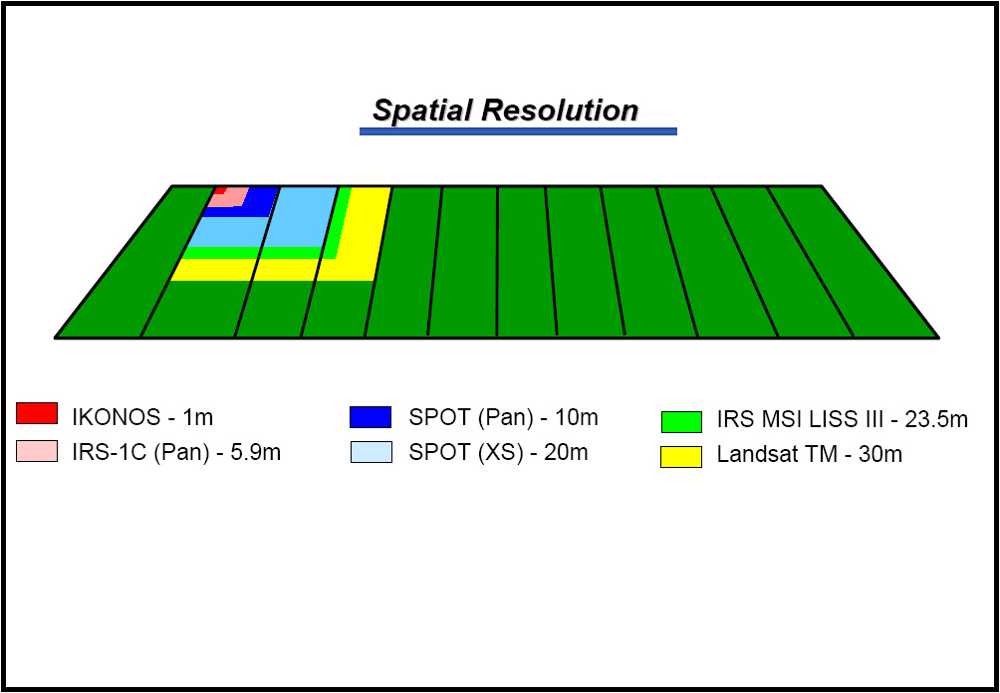 Spatial Resolution
IKONOS - 1m
SPOT (Pan) - 10m
IRS MSI LISS III - 23.5m
IRS-1C (Pan) - 5.9m
SPOT (XS) - 20m
Landsat TM - 30m